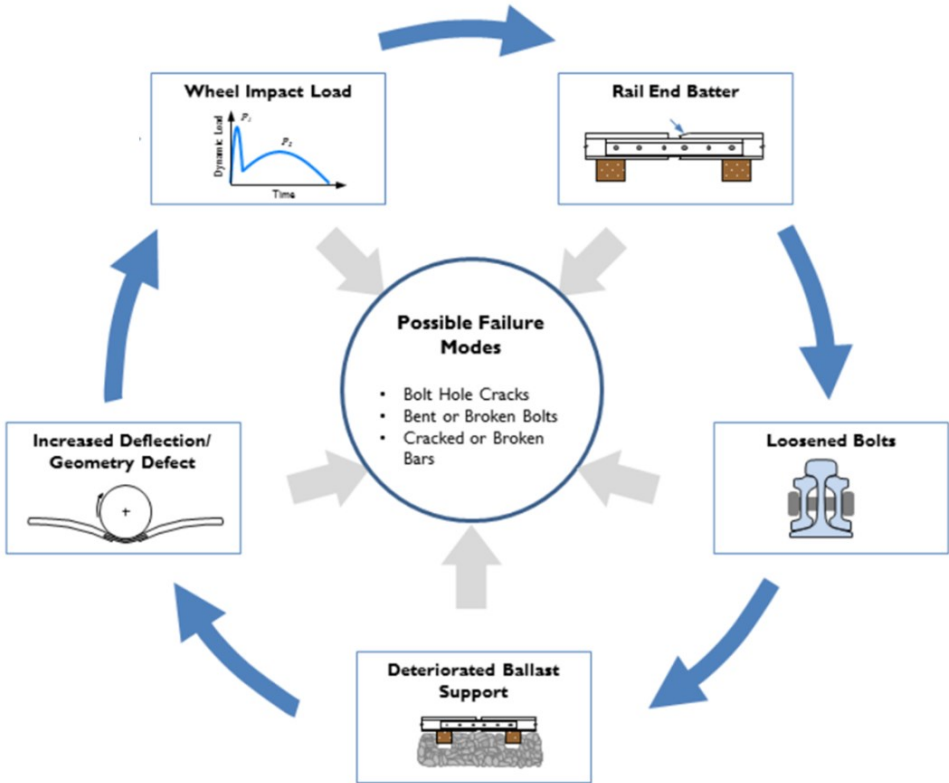 Wheel Impact Load
P1
P2
Dynamic Load
Time
Rail End Batter
Possible Failure
Modes
• Bolt Hole Cracks
• Bent or Broken Bolts
• Cracked or Broken
Bars
Increased Deflection/
Geometry Defect
Loosened Bolts
Deteriorated Ballast
Support